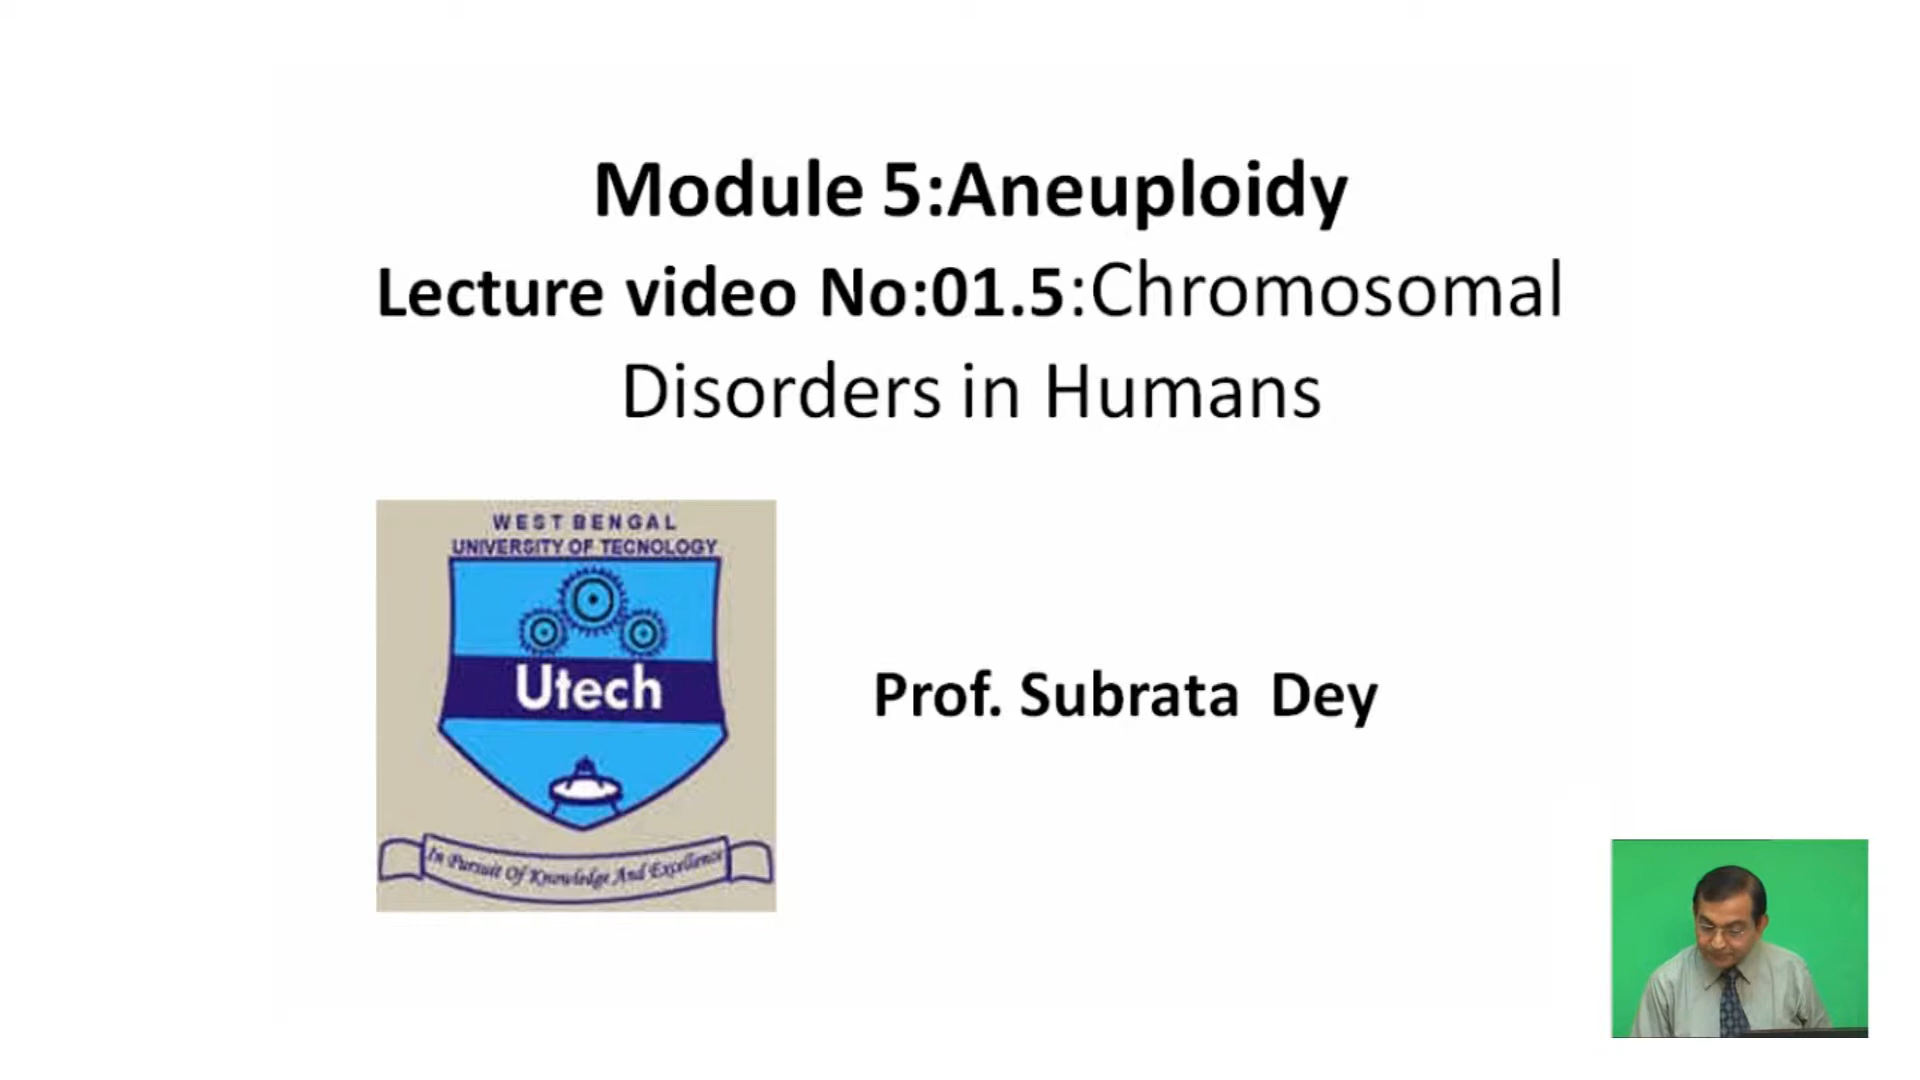 Module 5:Aneuploidy
Lecture video No:01.5:Chromosomal
Disorders in Humans
WEST BENGAL
UNIVERSITY OF TECNOLOGY
Utech
In Pursuit Of Knowledge And Excellence
Prof. Subrata Dey